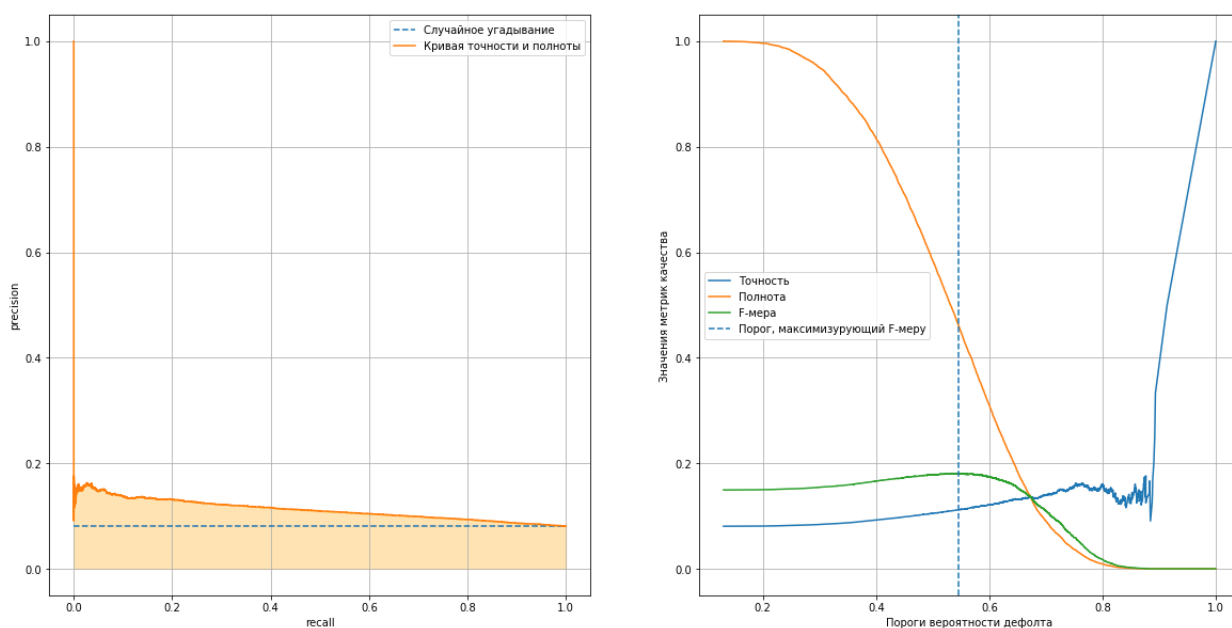 Случайное угадывание
Кривая точности и полноты
1.0
0.8
0.6
0.4
0.2
0.0
precision
0.0 0.2 0.4 0.6 0.8 1.0
recall
1.0
0.8
0.6
0.4
0.2
0.0
Значения метрик качества
Точность
Полнота
F-мера
Порог, максимизурующий F-меру
0.2 0.4 0.6 0.8 1.0
Пороги вероятности дефолта